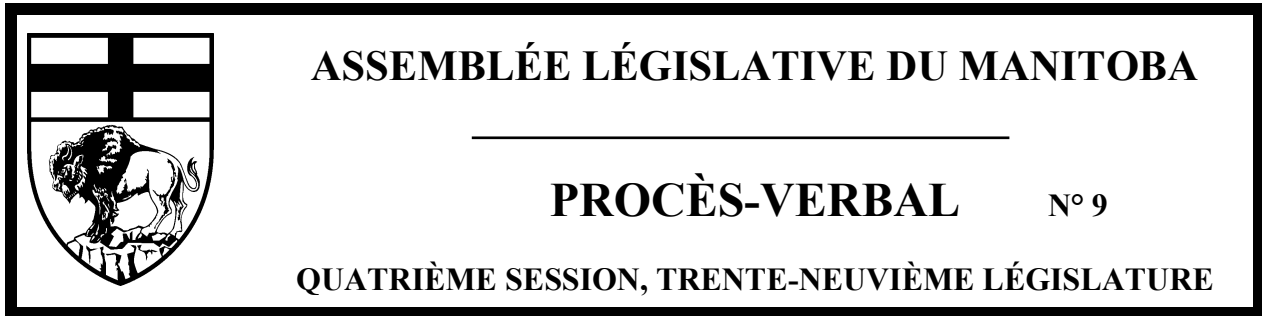 ASSEMBLÉE LÉGISLATIVE DU MANITOBA
PROCÈS-VERBAL N° 9
QUATRIÈME SESSION, TRENTE-NEUVIÈME LÉGISLATURE